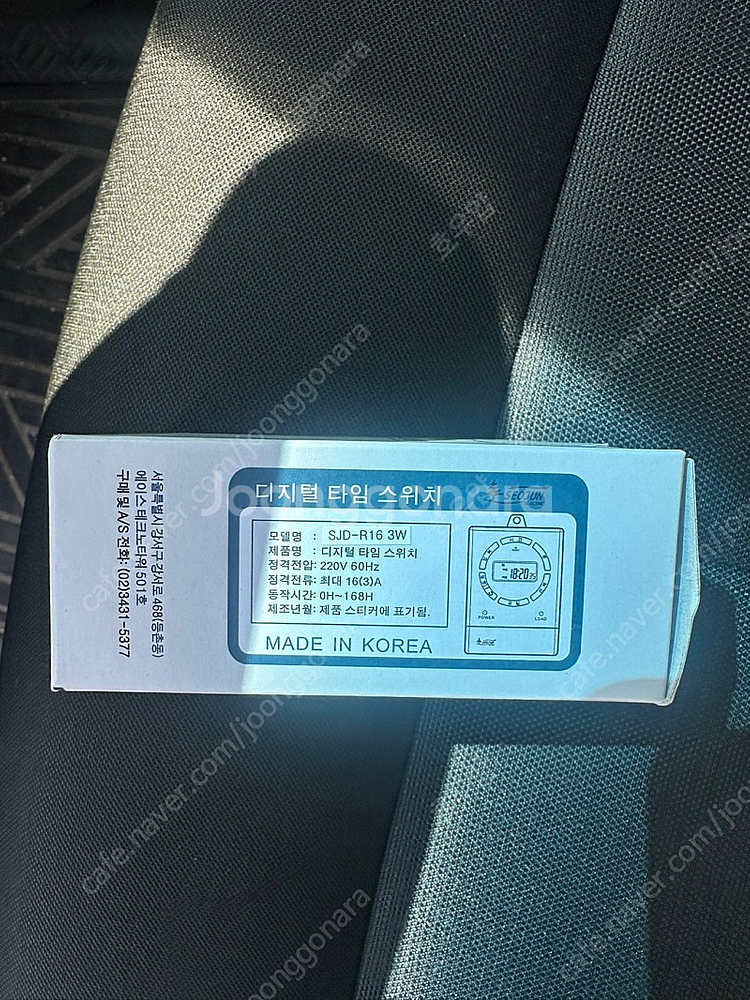 디지털 타임 스위치
SEOJUN
모델명 : SJD-R16 3W
제품명 : 디지털 타임 스위치
정격전압: 220V 60Hz
정격전류: 최대 16(3)A
동작시간: 0H~168H
제조년월: 제품 스티커에 표기됨.
MADE IN KOREA
18:20
POWER
LOAD
서울특별시 강서구 강서로 468(등촌동)
에이스테크노타워 501호
구매 및 A/S 전화: (02)3431-5377
Joonggonara
cafe.naver.com/joonggonara